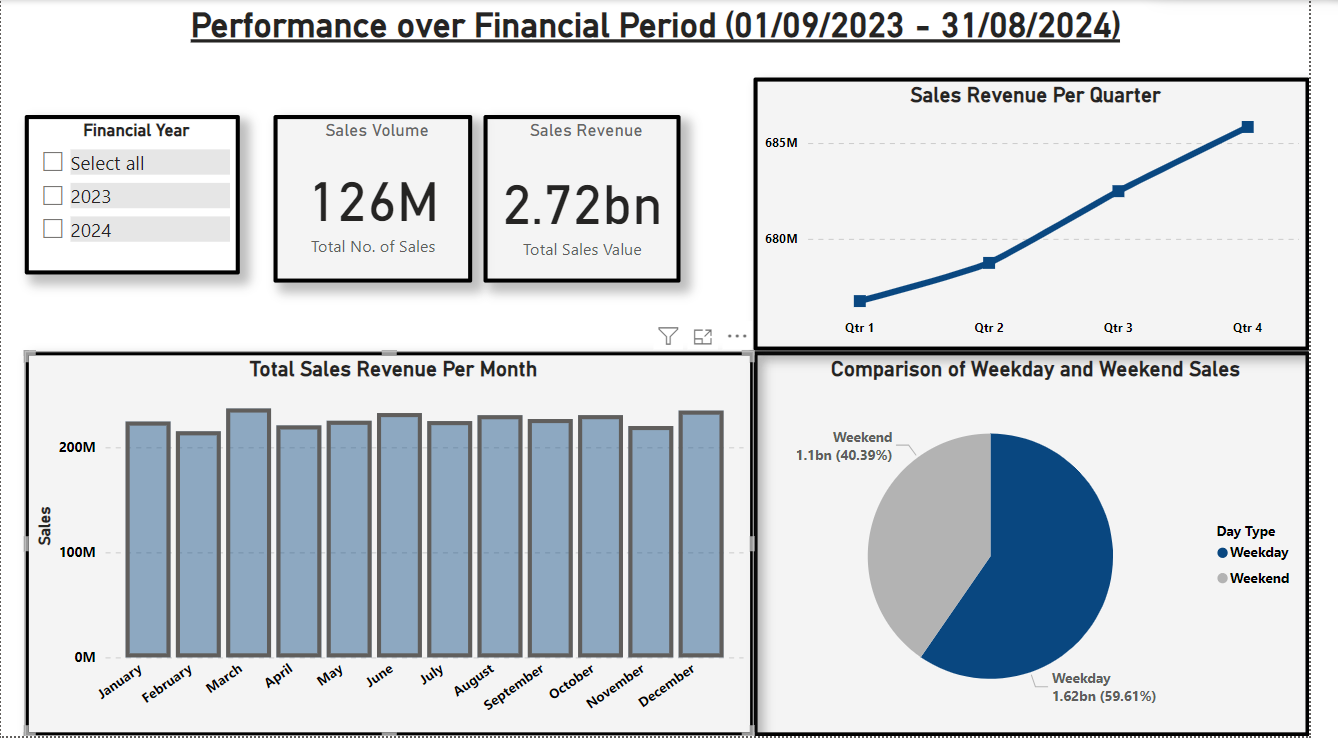 Performance over Financial Period (01/09/2023 - 31/08/2024)
Financial Year
Select all
2023
2024
Sales Volume
126M
Total No. of Sales
Sales Revenue
2.72bn
Total Sales Value
Sales Revenue Per Quarter
685M
680M
Qtr 1
Qtr 2
Qtr 3
Qtr 4
Total Sales Revenue Per Month
Sales
200M
100M
0M
January
February
March
April
May
June
July
August
September
October
November
December
Comparison of Weekday and Weekend Sales
Weekend
1.1bn (40.39%)
Day Type
Weekday
Weekend
Weekday
1.62bn (59.61%)